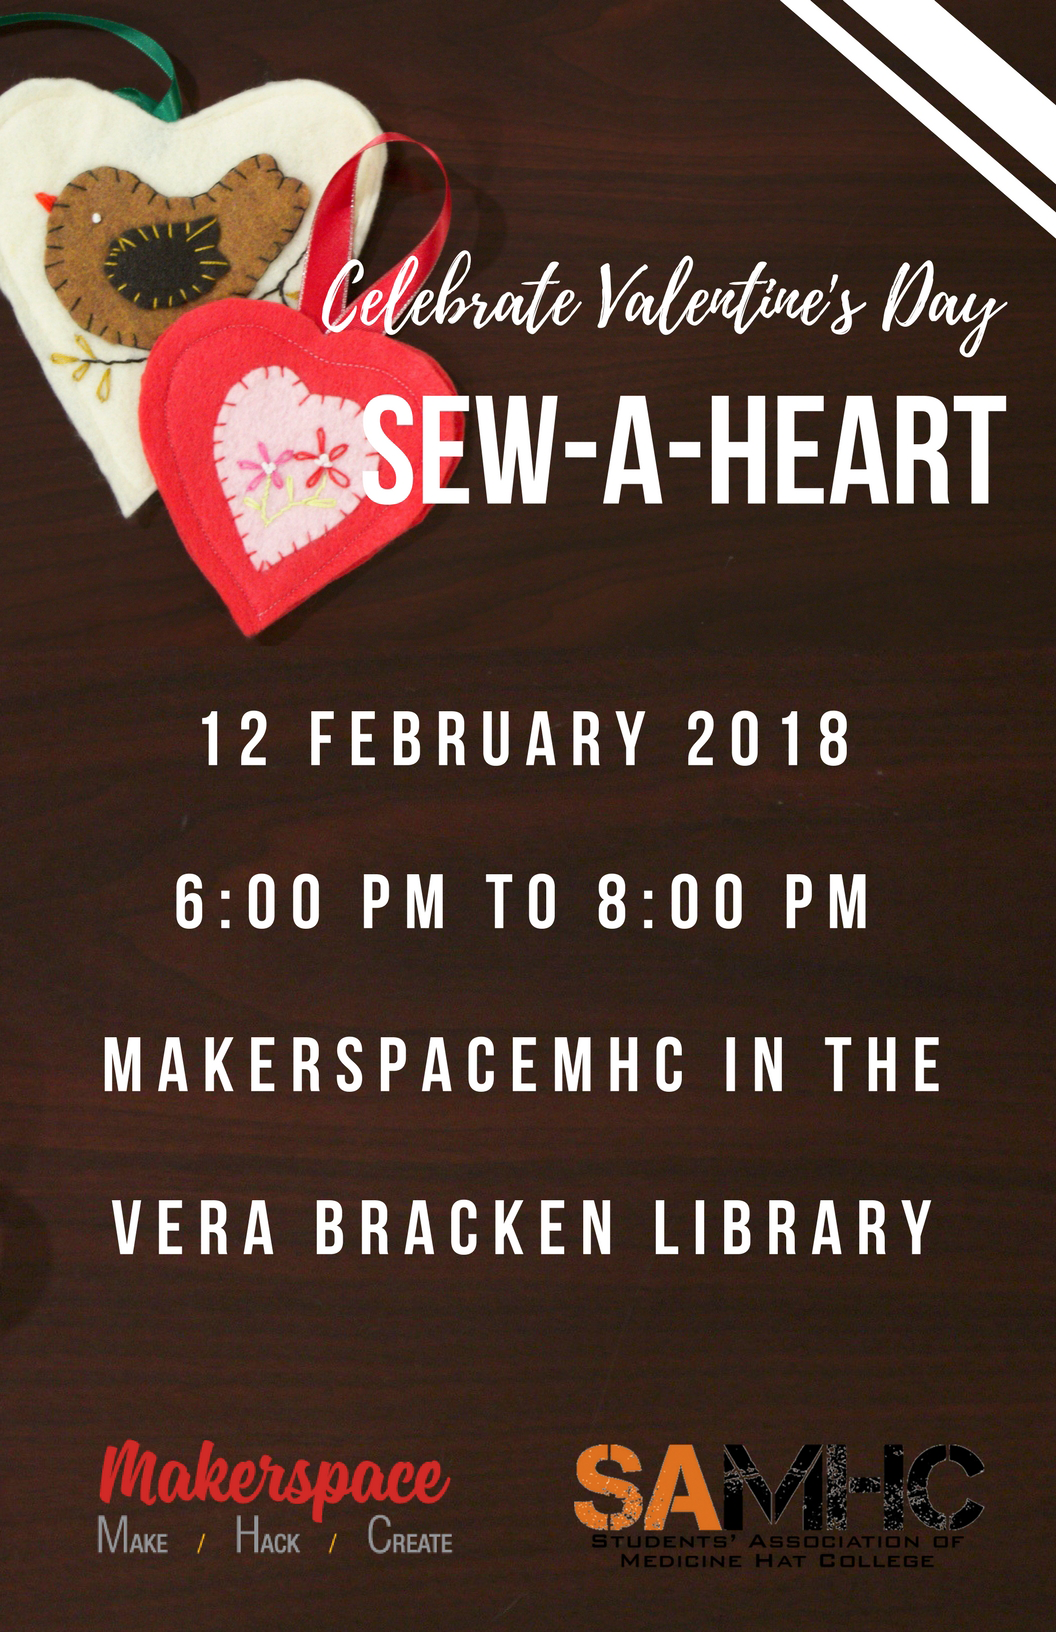 Celebrate Valentine's Day
SEW-A-HEART
12 FEBRUARY 2018
6:00 PM TO 8:00 PM
MAKERSPACEMHC IN THE
VERA BRACKEN LIBRARY
Makerspace
MAKE / HACK / CREATE
SAMHC
STUDENTS' ASSOCIATION OF
MEDICINE HAT COLLEGE